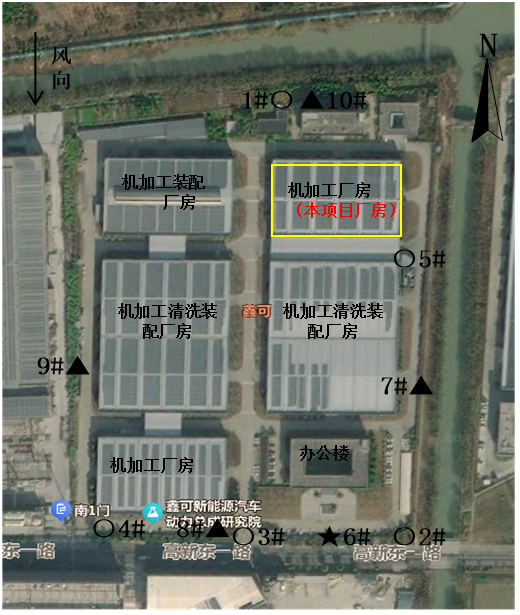 风向
N
1#○ ▲10#
机加工装配
厂房
机加工厂房
（本项目厂房）
○5#
机加工清洗装
配厂房
鑫可
机加工清洗装
配厂房
9#▲
7#▲
机加工厂房
办公楼
南1门
鑫可新能源汽车
动力总成研究院
○4#
8#▲
○3#
★6#
○2#
高新东一路
高新东一路
东一路